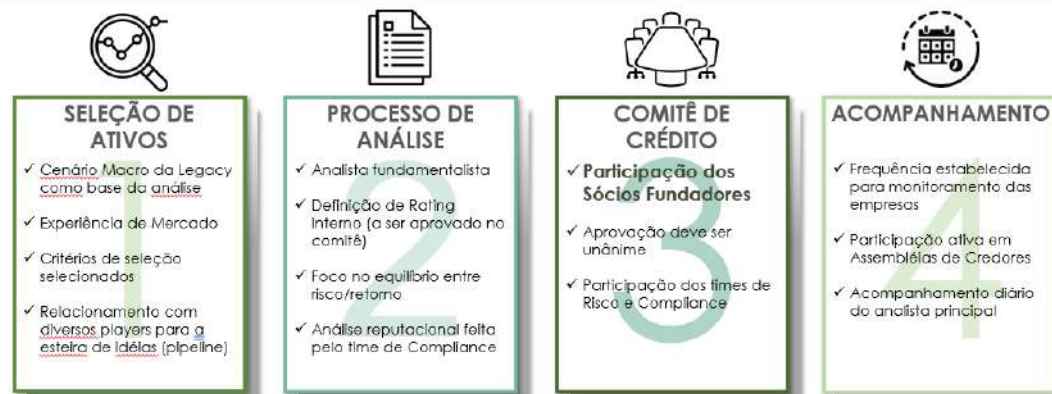 SELEÇÃO DE
ATIVOS
✓ Cenário Macro da Legacy
como base da análise
✓ Experiência de Mercado
✓ Critérios de seleção
selecionados
✓ Relacionamento com
diversos players para a
esteira de idéias (pipeline)
1
PROCESSO DE
ANÁLISE
✓ Analista fundamentalista
✓ Definição de Rating
Interno (a ser aprovado no
comitê)
✓ Foco no equilíbrio entre
risco/retorno
✓ Análise reputacional feita
pelo time de Compliance
2
COMITÊ DE
CRÉDITO
✓ Participação dos
Sócios Fundadores
✓ Aprovação deve ser
unânime
✓ Participação dos times de
Risco e Compliance
3
ACOMPANHAMENTO
✓ Frequência estabelecida
para monitoramento das
empresas
✓ Participação ativa em
Assembléias de Credores
✓ Acompanhamento diário
do analista principal
4